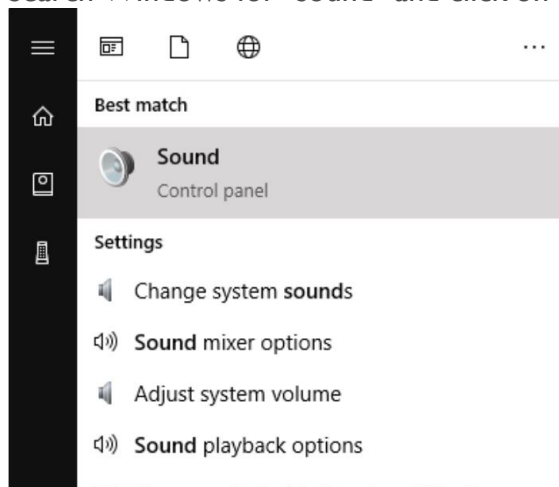 Best match
Sound
Control panel
Settings
Change system sounds
Sound mixer options
Adjust system volume
Sound playback options